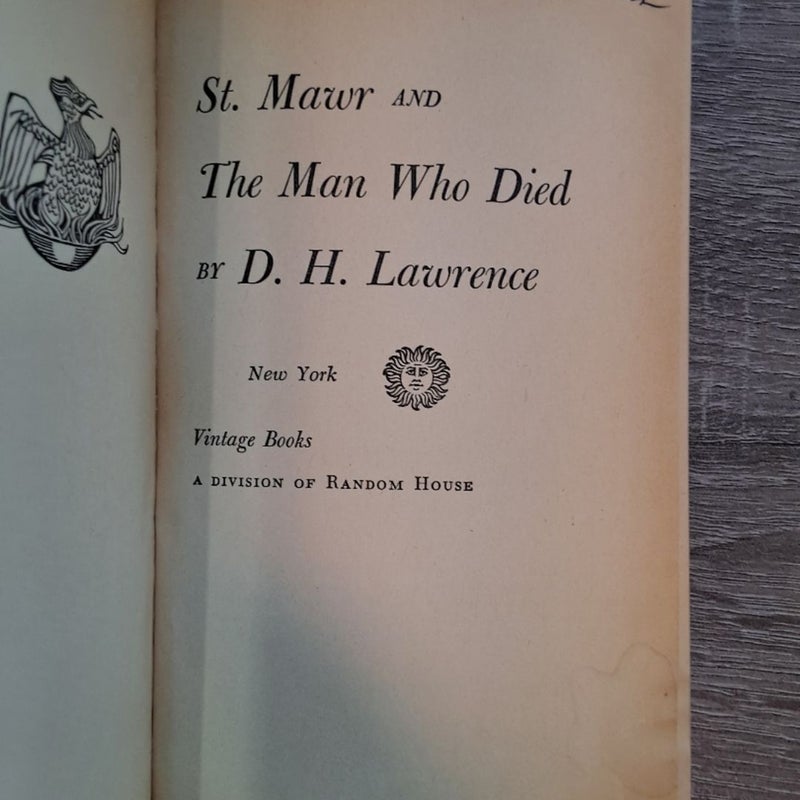 St. Mawr AND
The Man Who Died
BY D. H. Lawrence
New York
Vintage Books
A DIVISION OF RANDOM HOUSE